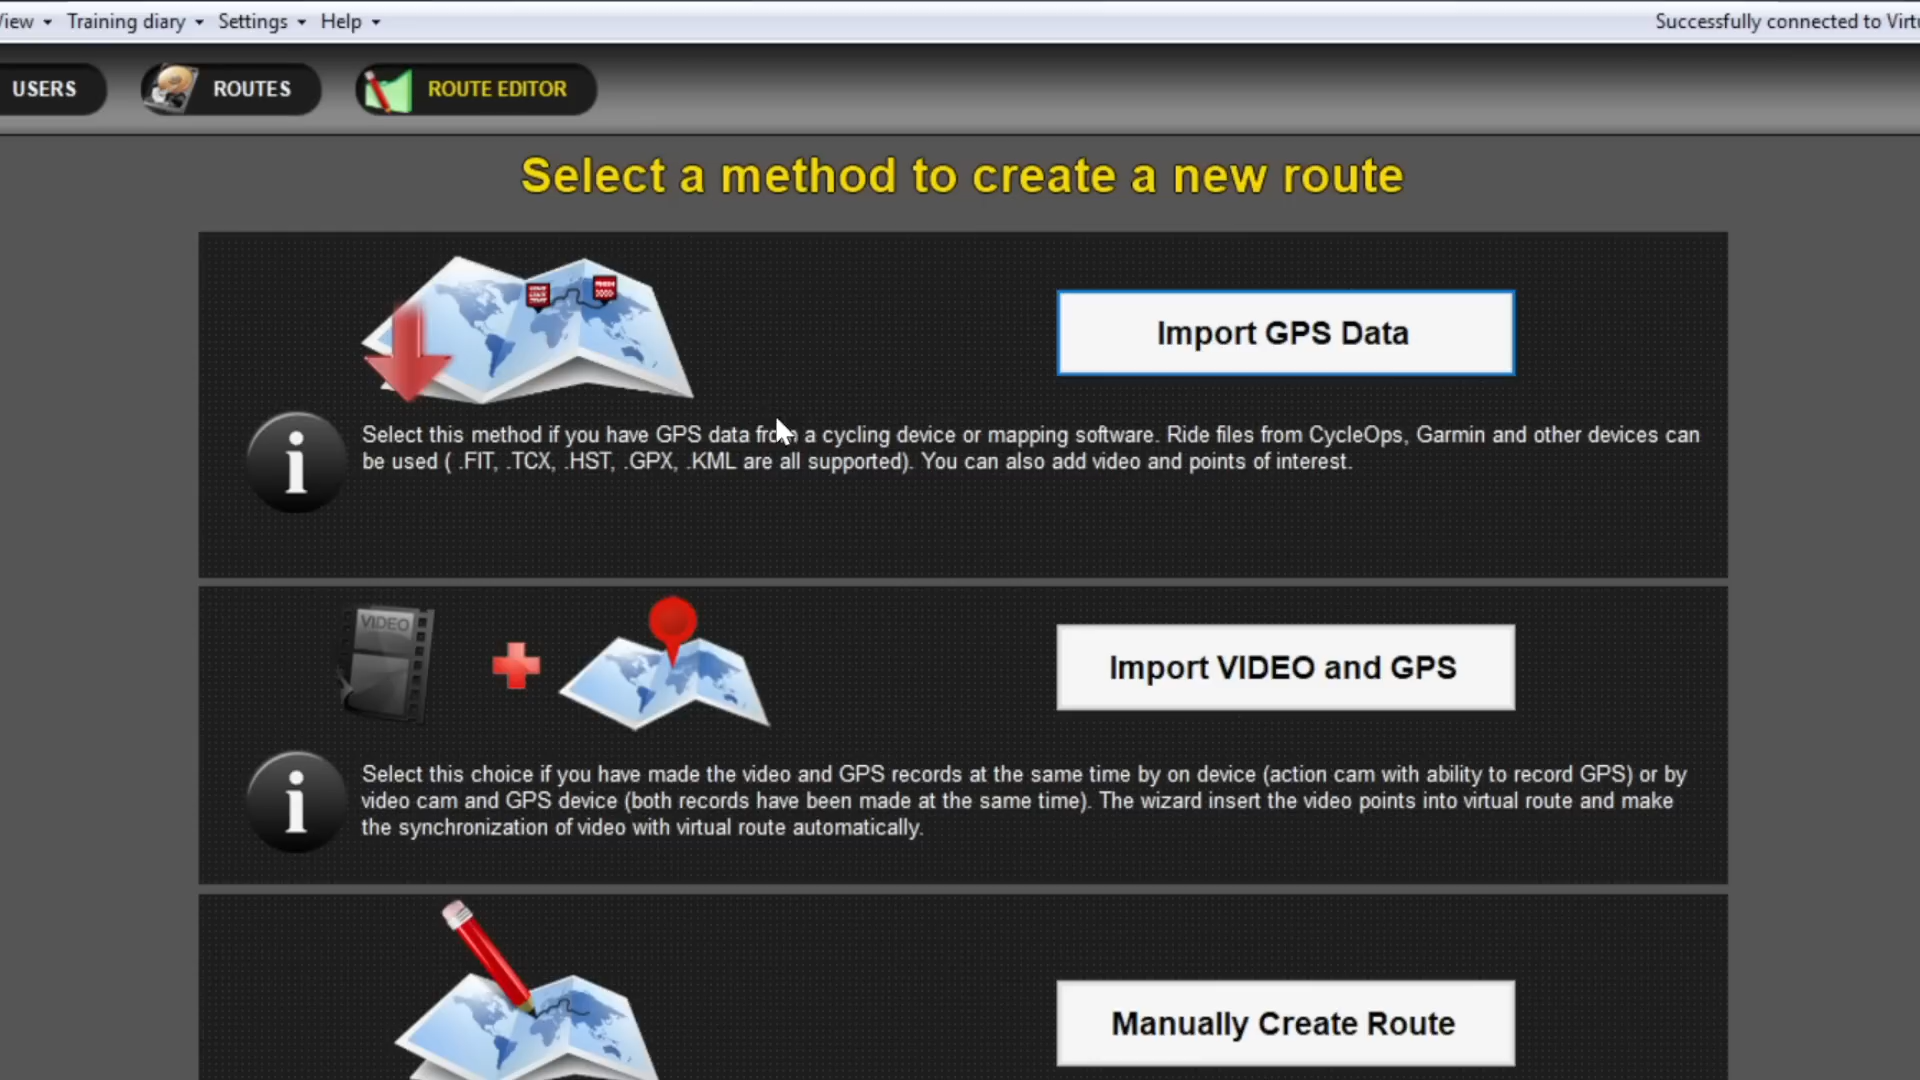 Training diary Settings Help Successfully connected to
USERS ROUTES ROUTE EDITOR
Select a method to create a new route
Import GPS Data
Select this method if you have GPS data from a cycling device or mapping software. Ride files from CycleOps, Garmin and other devices can
be used ( .FIT, .TCX, .HST, .GPX, .KML are all supported). You can also add video and points of interest.
VIDEO
Import VIDEO and GPS
Select this choice if you have made the video and GPS records at the same time by on device (action cam with ability to record GPS) or by
video cam and GPS device (both records have been made at the same time). The wizard insert the video points into virtual route and make
the synchronization of video with virtual route automatically.
Manually Create Route